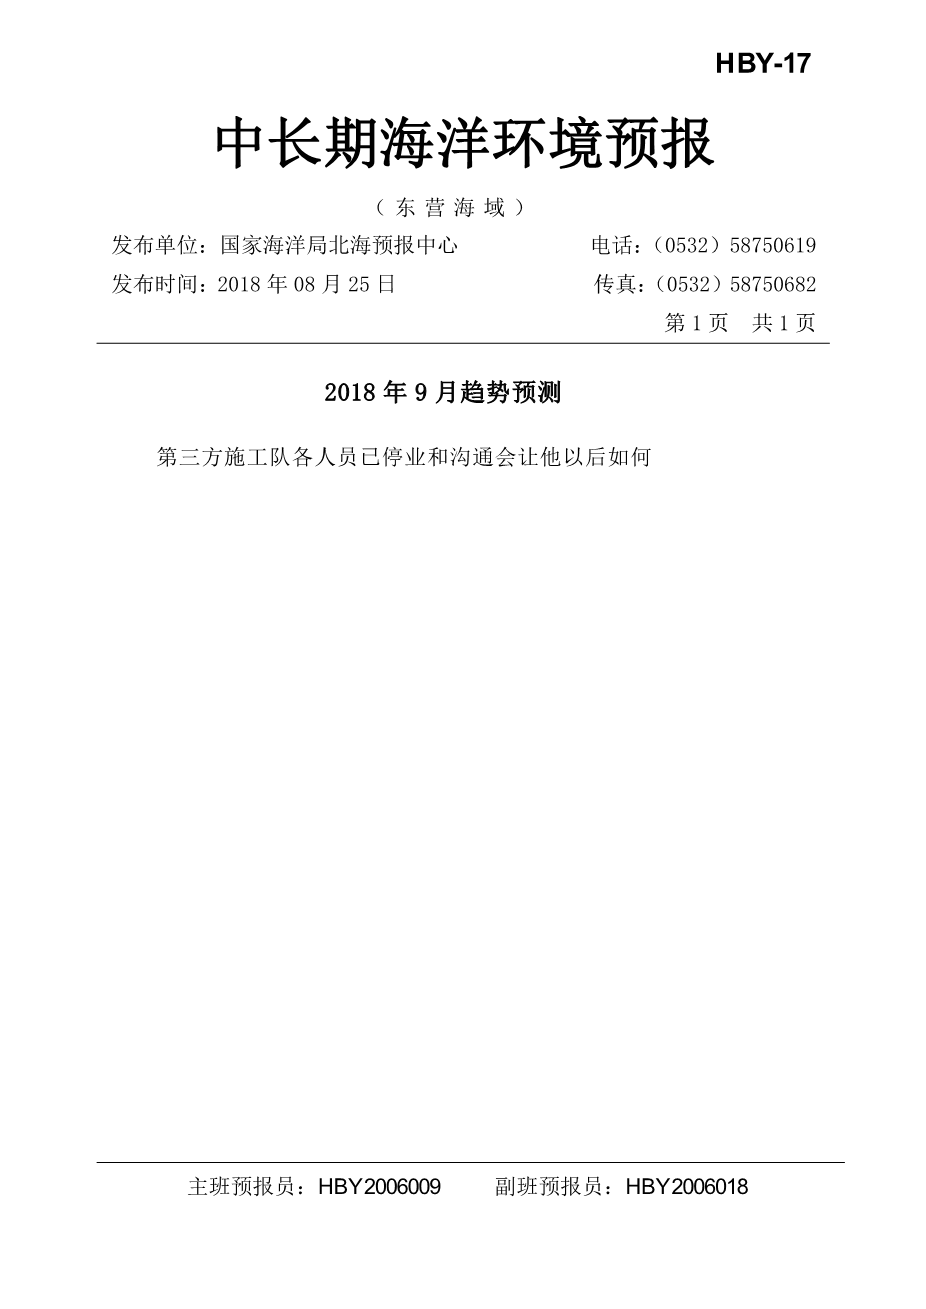 HBY-17
中长期海洋环境预报
（东营海域）
发布单位：国家海洋局北海预报中心 电话：（0532）58750619
发布时间：2018 年 08 月 25 日 传真：（0532）58750682
第 1 页 共 1 页
2018 年 9 月趋势预测
第三方施工队各人员已停业和沟通会让他以后如何
主班预报员：HBY2006009 副班预报员：HBY2006018